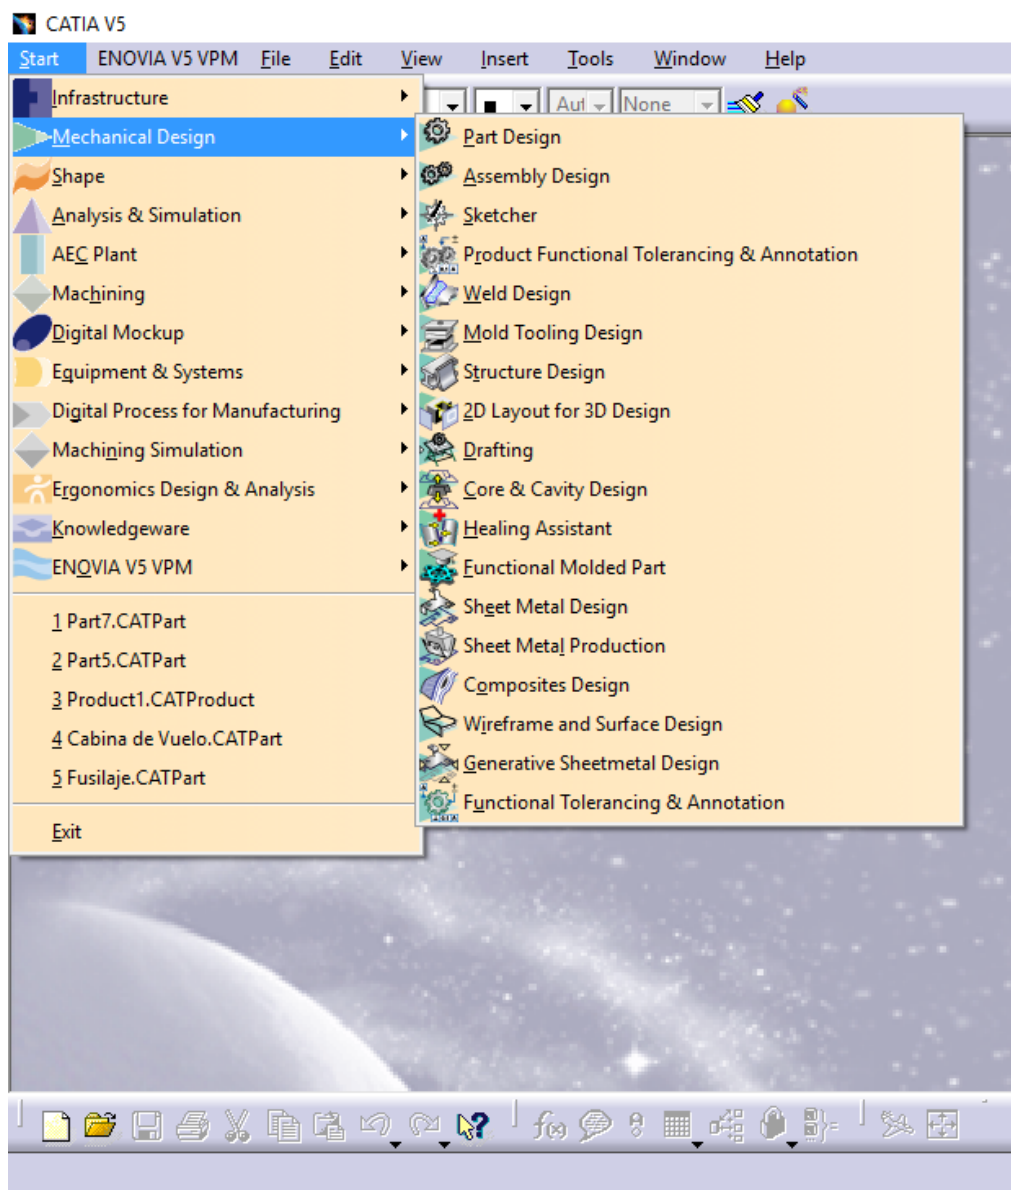 CATIA V5
Start ENOVIA V5 VPM File Edit View Insert Tools Window Help
Aut None
Infrastructure
Mechanical Design
Shape
Analysis & Simulation
AEC Plant
Machining
Digital Mockup
Equipment & Systems
Digital Process for Manufacturing
Machining Simulation
Ergonomics Design & Analysis
Knowledgeware
ENOVIA V5 VPM
1 Part7.CATPart
2 Part5.CATPart
3 Product1.CATProduct
4 Cabina de Vuelo.CATPart
5 Fusilaje.CATPart
Exit
Part Design
Assembly Design
Sketcher
Product Functional Tolerancing & Annotation
Weld Design
Mold Tooling Design
Structure Design
2D Layout for 3D Design
Drafting
Core & Cavity Design
Healing Assistant
Functional Molded Part
Sheet Metal Design
Sheet Metal Production
Composites Design
Wireframe and Surface Design
Generative Sheetmetal Design
Functional Tolerancing & Annotation
f(x)